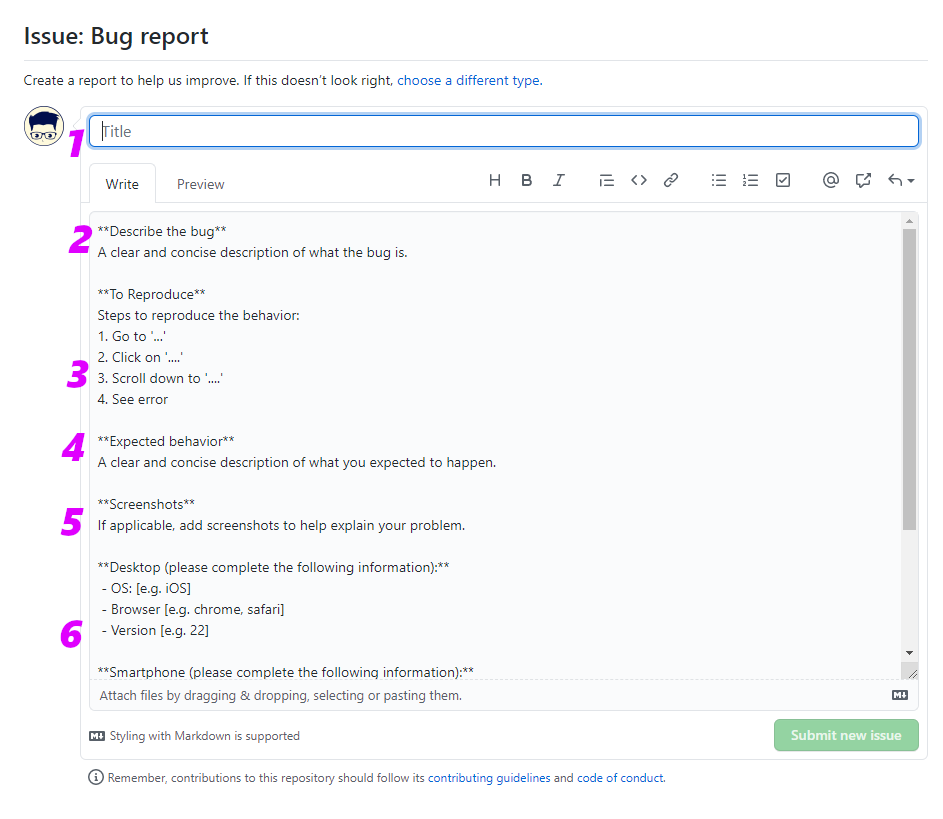 Issue: Bug report
Create a report to help us improve. If this doesn't look right, choose a different type.
1
Title
Write Preview
2
**Describe the bug**
A clear and concise description of what the bug is.
**To Reproduce**
Steps to reproduce the behavior:
1. Go to '...'
2. Click on '....'
3
3. Scroll down to '....'
4. See error
4
**Expected behavior**
A clear and concise description of what you expected to happen.
5
**Screenshots**
If applicable, add screenshots to help explain your problem.
**Desktop (please complete the following information):**
- OS: [e.g. iOS]
- Browser [e.g. chrome, safari]
6
- Version [e.g. 22]
**Smartphone (please complete the following information):**
Attach files by dragging & dropping, selecting or pasting them.
Styling with Markdown is supported
Submit new issue
Remember, contributions to this repository should follow its contributing guidelines and code of conduct.